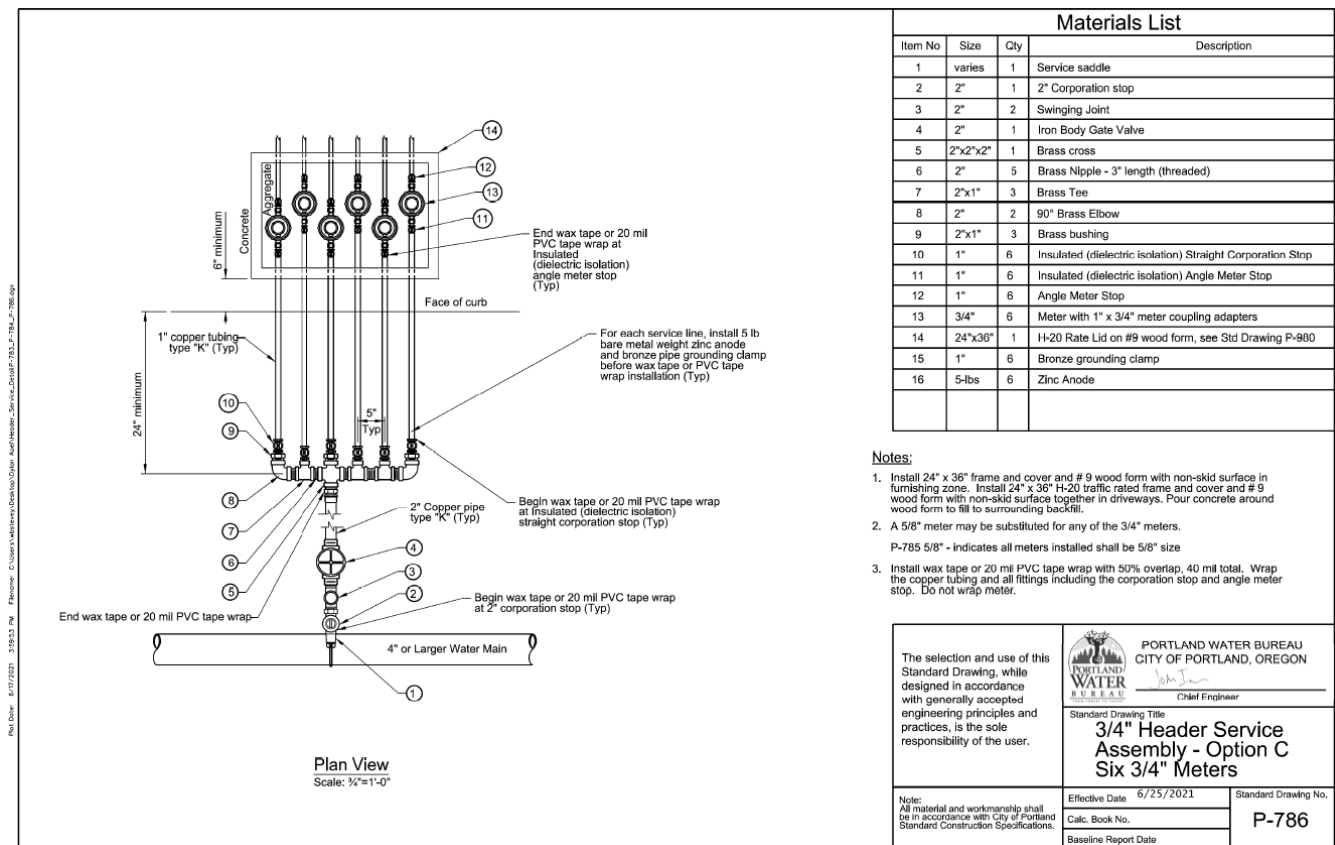 Materials List
Item No Size Qty Description
1 varies 1 Service saddle
2 2" 1 2" Corporation stop
3 2" 2 Swinging Joint
4 2" 1 Iron Body Gate Valve
5 2"x2"x2" 1 Brass cross
6 2" 5 Brass Nipple - 3" length (threaded)
7 2"x1" 3 Brass Tee
8 2" 2 90° Brass Elbow
9 2"x1" 3 Brass bushing
10 1" 6 Insulated (dielectric isolation) Straight Corporation Stop
11 1" 6 Insulated (dielectric isolation) Angle Meter Stop
12 1" 6 Angle Meter Stop
13 3/4" 6 Meter with 1" x 3/4" meter coupling adapters
14 24"x36" 1 H-20 Rate Lid on #9 wood form, see Std Drawing P-980
15 1" 6 Bronze grounding clamp
16 5-lbs 6 Zinc Anode
14
12
13
11
Aggregate
Concrete
6" minimum
End wax tape or 20 mil
PVC tape wrap at
Insulated
(dielectric isolation)
angle meter stop
(Typ)
Face of curb
1" copper tubing
type "K" (Typ)
For each service line, install 5 lb
bare metal weight zinc anode
and bronze pipe grounding clamp
before wax tape or PVC tape
wrap installation (Typ)
24" minimum
5"
Typ
10
9
8
7
6
5
Begin wax tape or 20 mil PVC tape wrap
at Insulated (dielectric isolation)
straight corporation stop (Typ)
2" Copper pipe
type "K" (Typ)
4
3
2
End wax tape or 20 mil PVC tape wrap
Begin wax tape or 20 mil PVC tape wrap
at 2" corporation stop (Typ)
4" or Larger Water Main
1
Plan View
Scale: ¾"=1'-0"
Notes:
1. Install 24" x 36" frame and cover and # 9 wood form with non-skid surface in
furnishing zone. Install 24" x 36" H-20 traffic rated frame and cover and # 9
wood form with non-skid surface together in driveways. Pour concrete around
wood form to fill to surrounding backfill.
2. A 5/8" meter may be substituted for any of the 3/4" meters.
P-785 5/8" - indicates all meters installed shall be 5/8" size
3. Install wax tape or 20 mil PVC tape wrap with 50% overlap, 40 mil total. Wrap
the copper tubing and all fittings including the corporation stop and angle meter
stop. Do not wrap meter.
The selection and use of this
Standard Drawing, while
designed in accordance
with generally accepted
engineering principles and
practices, is the sole
responsibility of the user.
PORTLAND
WATER
BUREAU
PORTLAND WATER BUREAU
CITY OF PORTLAND, OREGON
Chief Engineer
Standard Drawing Title
3/4" Header Service
Assembly - Option C
Six 3/4" Meters
Note:
All material and workmanship shall
be in accordance with City of Portland
Standard Construction Specifications.
Effective Date 6/25/2021
Calc. Book No.
Baseline Report Date
Standard Drawing No.
P-786
Plot Date: 6/17/2021 3:59:53 PM